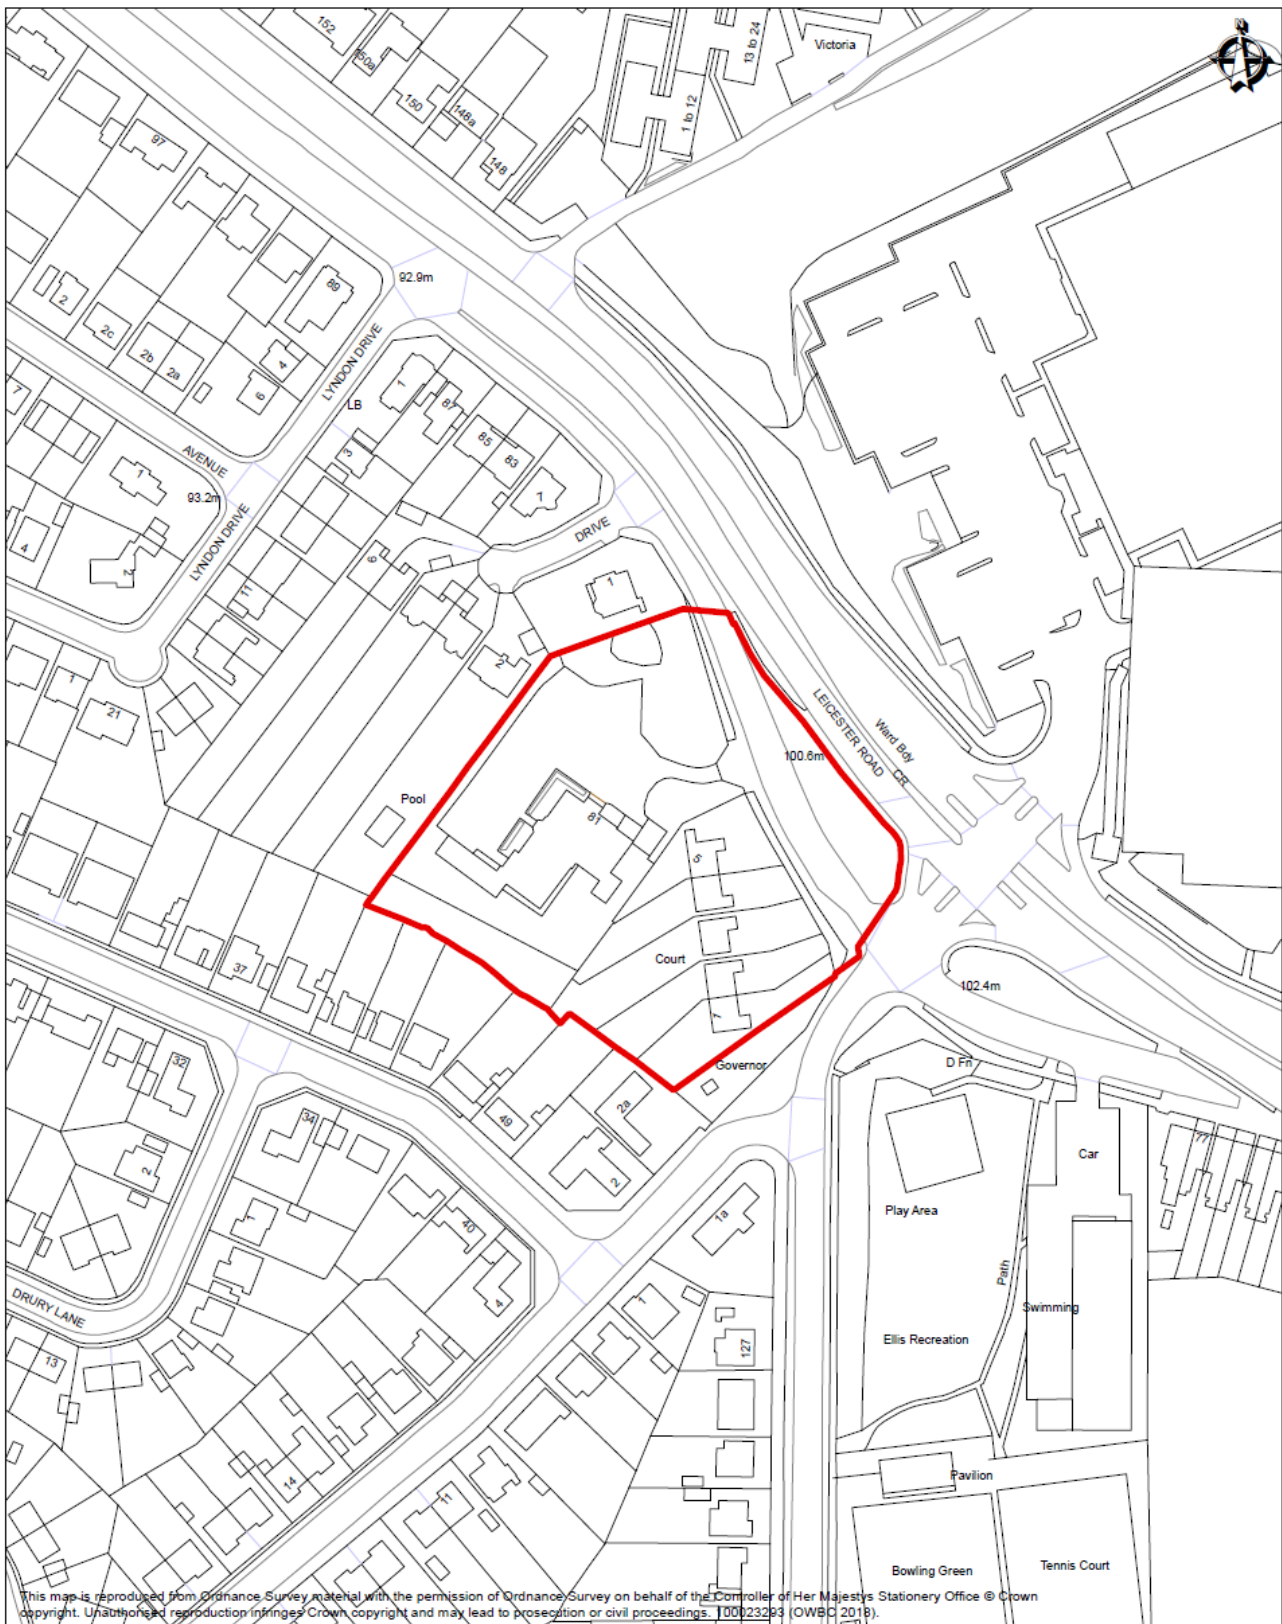 N
152
150a
150
148a
148
13 to 24
1 to 12
Victoria
97
89
92.9m
2
2c
2b
2a
4
6
LYNDON DRIVE
1
LB
87
85
83
3
7
7
AVENUE
1
93.2m
4
2
LYNDON DRIVE
11
DRIVE
6
1
2
1
21
LEICESTER ROAD
Ward Bdy
CR
100.6m
Pool
81
5
Court
1
37
102.4m
Governor
D Fn
32
2
34
49
2a
2
77
Car
Play Area
1a
1
40
4
Path
DRURY LANE
13
1
127
Swimming
Ellis Recreation
14
11
Pavilion
Bowling Green
Tennis Court
This map is reproduced from Ordnance Survey material with the permission of Ordnance Survey on behalf of the Controller of Her Majestys Stationery Office © Crown
copyright. Unauthorised reproduction infringes Crown copyright and may lead to prosecution or civil proceedings. 100023293 (OWBC 2018).